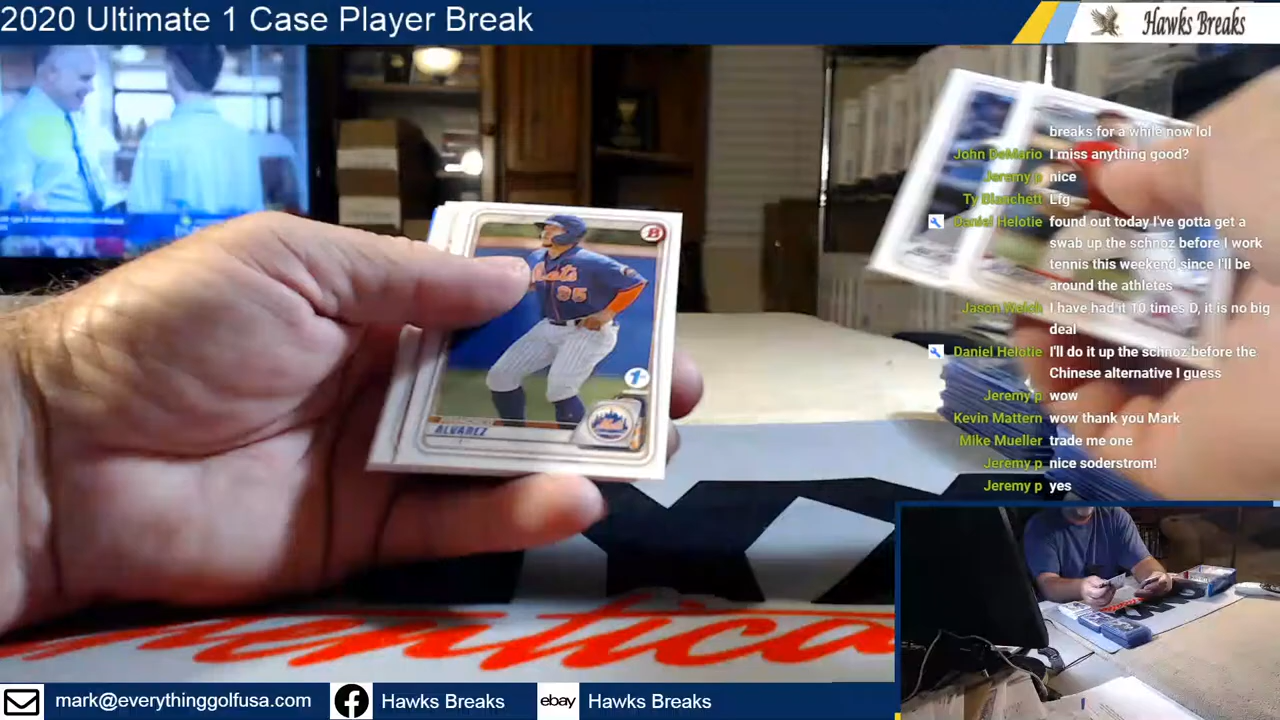 2020 Ultimate 1 Case Player Break
Hawks Breaks
breaks for a while now lol
John DeMario I miss anything good?
Jeremy p nice
Ty Blanchett Lfg
Daniel Helotie found out today I've gotta get a
swab up the schnoz before I work
tennis this weekend since I'll be
around the athletes
Jason Welch I have had it 10 times D, it is no big
deal
Daniel Helotie I'll do it up the schnoz before the
Chinese alternative I guess
Jeremy p wow
Kevin Mattern wow thank you Mark
Mike Mueller trade me one
Jeremy p nice soderstrom!
Jeremy p yes
B
Mets
95
1st
ALVAREZ
Mets
mark@everythinggolfusa.com
Hawks Breaks
ebay
Hawks Breaks